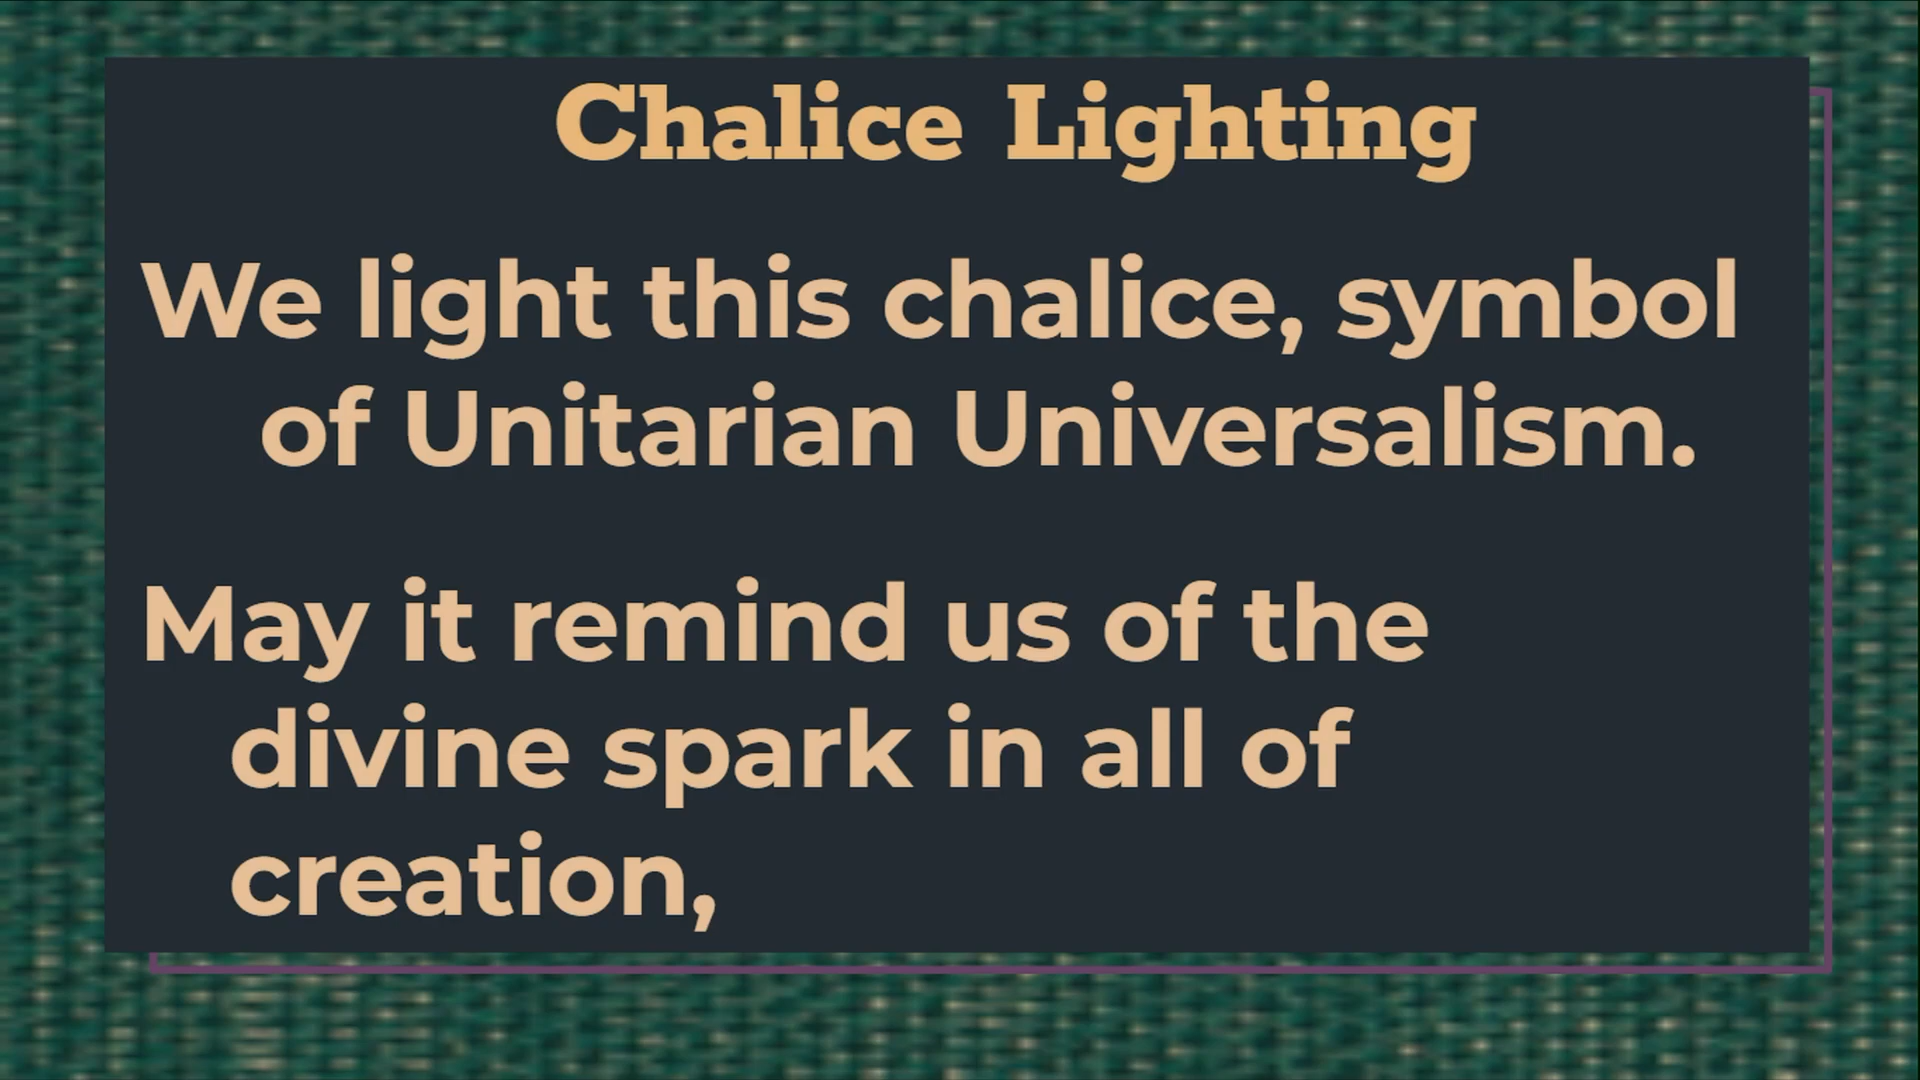 Chalice Lighting
We light this chalice, symbol
of Unitarian Universalism.
May it remind us of the
divine spark in all of
creation,